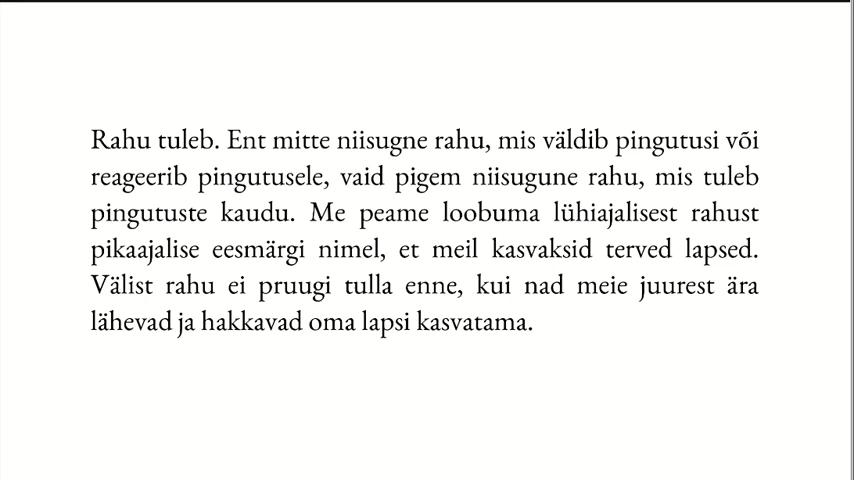 Rahu tuleb. Ent mitte niisugne rahu, mis väldib pingutusi või
reageerib pingutusele, vaid pigem niisugune rahu, mis tuleb
pingutuste kaudu. Me peame loobuma lühiajalisest rahust
pikaajalise eesmärgi nimel, et meil kasvaksid terved lapsed.
Välist rahu ei pruugi tulla enne, kui nad meie juurest ära
lähevad ja hakkavad oma lapsi kasvatama.